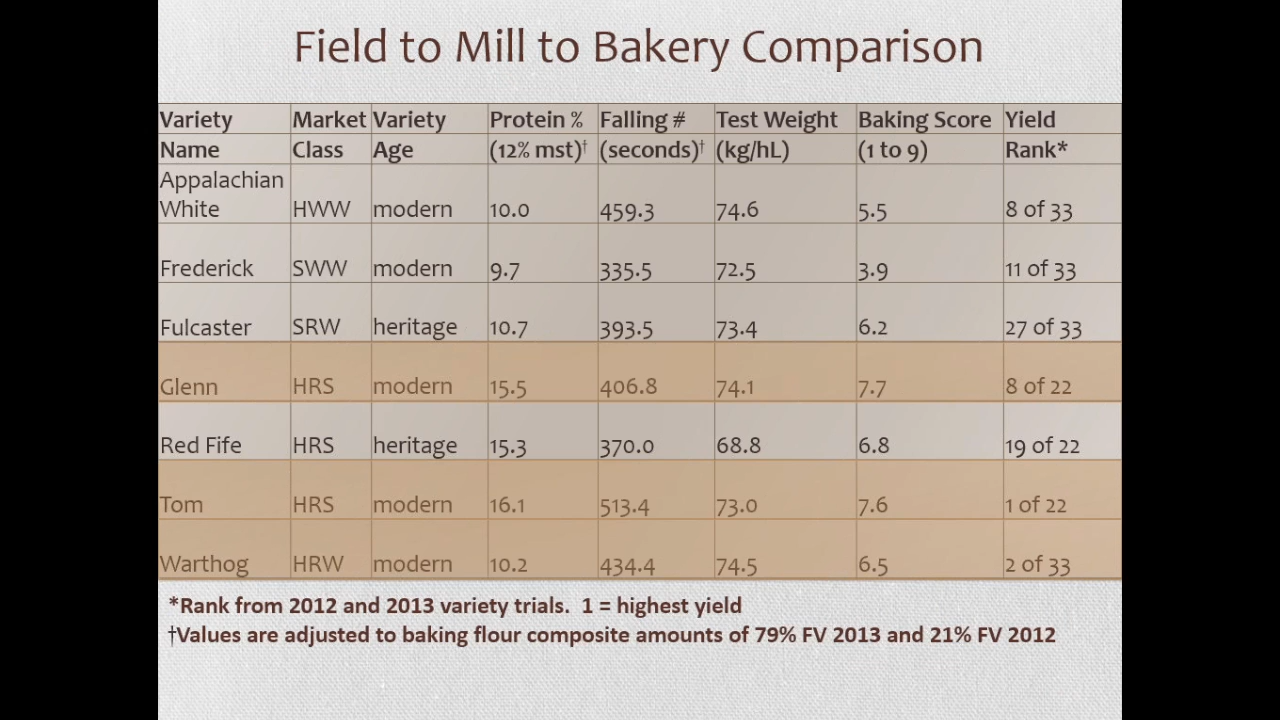 Field to Mill to Bakery Comparison
Variety Market Variety Protein % Falling # Test Weight Baking Score Yield
Name Class Age (12% mst)† (seconds)† (kg/hL) (1 to 9) Rank*
Appalachian
White HWW modern 10.0 459.3 74.6 5.5 8 of 33
Frederick SWW modern 9.7 335.5 72.5 3.9 11 of 33
Fulcaster SRW heritage 10.7 393.5 73.4 6.2 27 of 33
Glenn HRS modern 15.5 406.8 74.1 7.7 8 of 22
Red Fife HRS heritage 15.3 370.0 68.8 6.8 19 of 22
Tom HRS modern 16.1 513.4 73.0 7.6 1 of 22
Warthog HRW modern 10.2 434.4 74.5 6.5 2 of 33
*Rank from 2012 and 2013 variety trials. 1 = highest yield
†Values are adjusted to baking flour composite amounts of 79% FV 2013 and 21% FV 2012